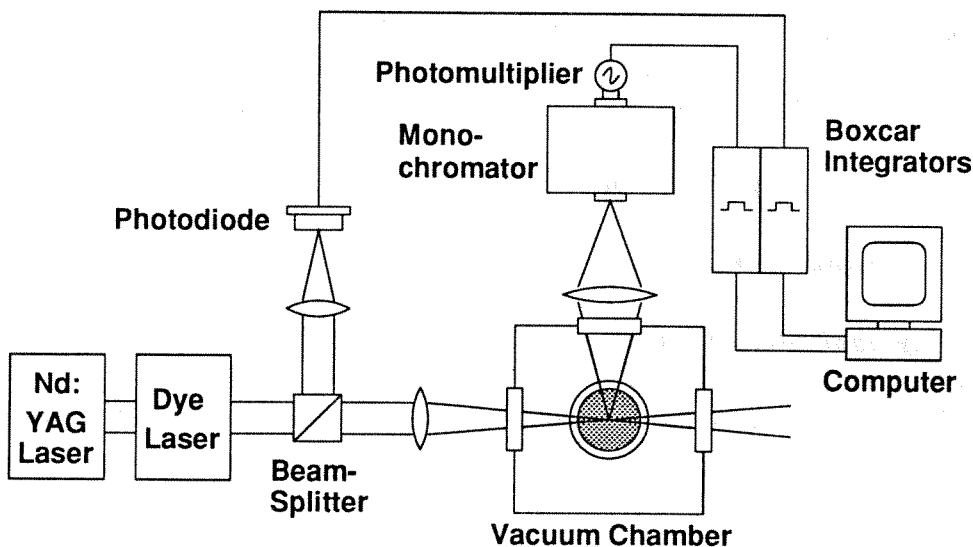 Photomultiplier
Mono-
chromator
Boxcar
Integrators
Photodiode
Computer
Nd:
YAG
Laser
Dye
Laser
Beam-
Splitter
Vacuum Chamber